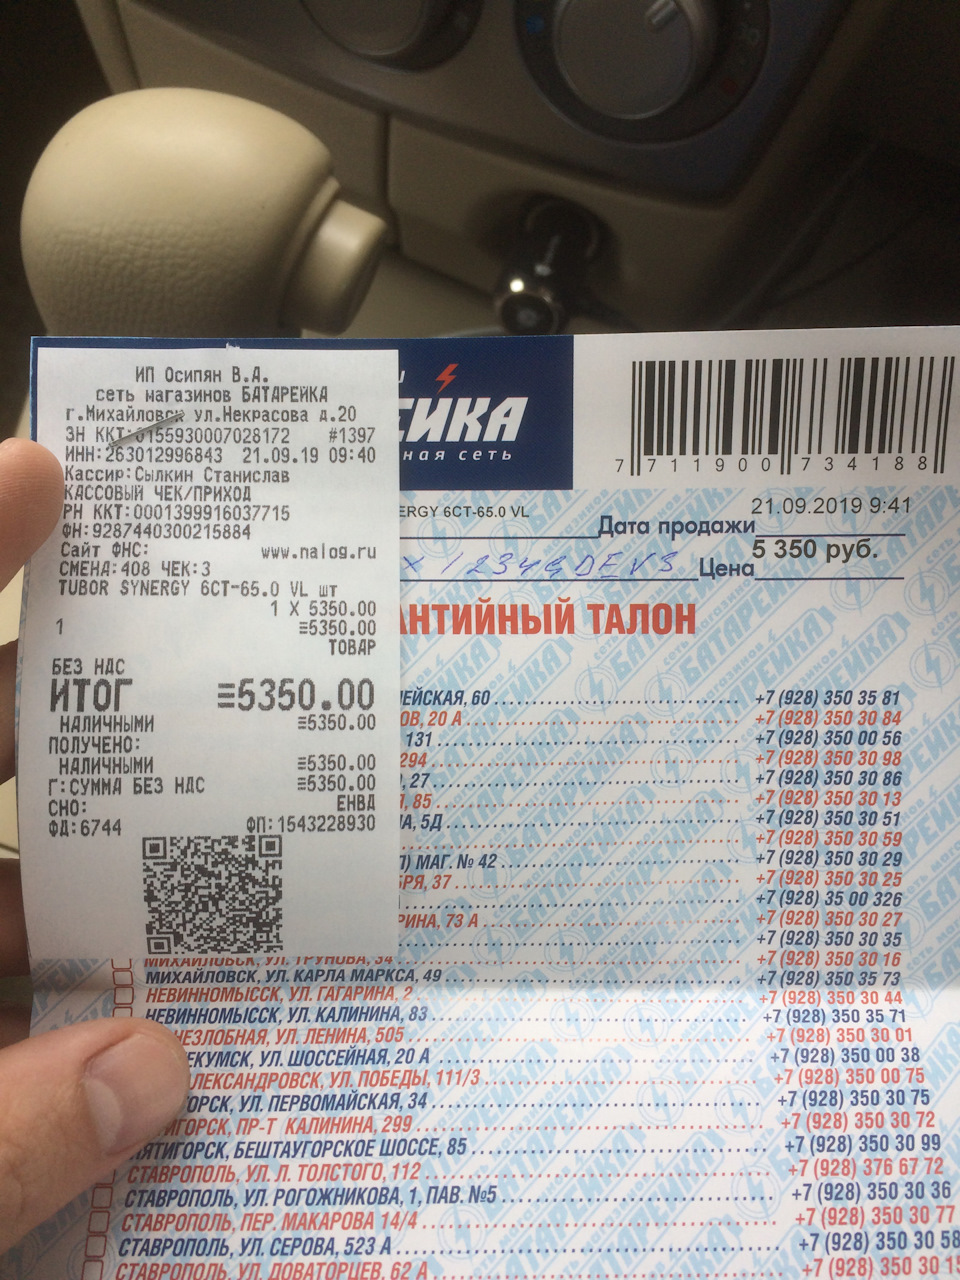 ИП Осипян В.А.
сеть магазинов БАТАРЕЙКА
г.Михайловск ул.Некрасова д.20
ЗН ККТ:0155930007028172 #1397
ИНН:263012996843 21.09.19 09:40
Кассир:Сылкин Станислав
КАССОВЫЙ ЧЕК/ПРИХОД
РН ККТ:0001399916037715
ФН:9287440300215884
Сайт ФНС: www.nalog.ru
СМЕНА:408 ЧЕК:3
TUBOR SYNERGY 6CT-65.0 VL шт
1 X 5350.00
1 ≡5350.00
ТОВАР
БЕЗ НДС
ИТОГ ≡5350.00
НАЛИЧНЫМИ ≡5350.00
ПОЛУЧЕНО:
НАЛИЧНЫМИ ≡5350.00
Г:СУММА БЕЗ НДС ≡5350.00
СНО: ЕНВД
ФД:6744 ФП:1543228930
ЕЙКА
ная сеть
7 711900 734188
ERGY 6CT-65.0 VL
Дата продажи 21.09.2019 9:41
Цена 5 350 руб.
АНТИЙНЫЙ ТАЛОН
ЕЙСКАЯ, 60 +7 (928) 350 35 81
ОВ, 20 А +7 (928) 350 30 84
131 +7 (928) 350 00 56
294 +7 (928) 350 30 98
, 27 +7 (928) 350 30 86
, 85 +7 (928) 350 30 13
А, 5Д +7 (928) 350 30 51
+7 (928) 350 30 59
) МАГ. № 42 +7 (928) 350 30 29
БРЯ, 37 +7 (928) 350 30 25
+7 (928) 35 00 326
АРИНА, 73 А +7 (928) 350 30 27
+7 (928) 350 30 35
МИХАЙЛОВСК, УЛ. ТРУНОВА, 34 +7 (928) 350 30 16
МИХАЙЛОВСК, УЛ. КАРЛА МАРКСА, 49 +7 (928) 350 35 73
НЕВИННОМЫССК, УЛ. ГАГАРИНА, 2 +7 (928) 350 30 44
НЕВИННОМЫССК, УЛ. КАЛИНИНА, 83 +7 (928) 350 35 71
НЕЗЛОБНАЯ, УЛ. ЛЕНИНА, 505 +7 (928) 350 30 01
ЕКУМСК, УЛ. ШОССЕЙНАЯ, 20 А +7 (928) 350 00 38
ЛЕКСАНДРОВСК, УЛ. ПОБЕДЫ, 111/3 +7 (928) 350 00 75
ГОРСК, УЛ. ПЕРВОМАЙСКАЯ, 34 +7 (928) 350 30 75
ТИГОРСК, ПР-Т КАЛИНИНА, 299 +7 (928) 350 30 72
ПЯТИГОРСК, БЕШТАУГОРСКОЕ ШОССЕ, 85 +7 (928) 350 30 99
СТАВРОПОЛЬ, УЛ. Л. ТОЛСТОГО, 112 +7 (928) 376 67 72
СТАВРОПОЛЬ, УЛ. РОГОЖНИКОВА, 1, ПАВ. №5 +7 (928) 350 30 36
СТАВРОПОЛЬ, ПЕР. МАКАРОВА 14/4 +7 (928) 350 30 77
СТАВРОПОЛЬ, УЛ. СЕРОВА, 523 А +7 (928) 350 30 58
СТАВРОПОЛЬ, УЛ. ДОВАТОРЦЕВ, 62 А +7 (928) 350 30 15